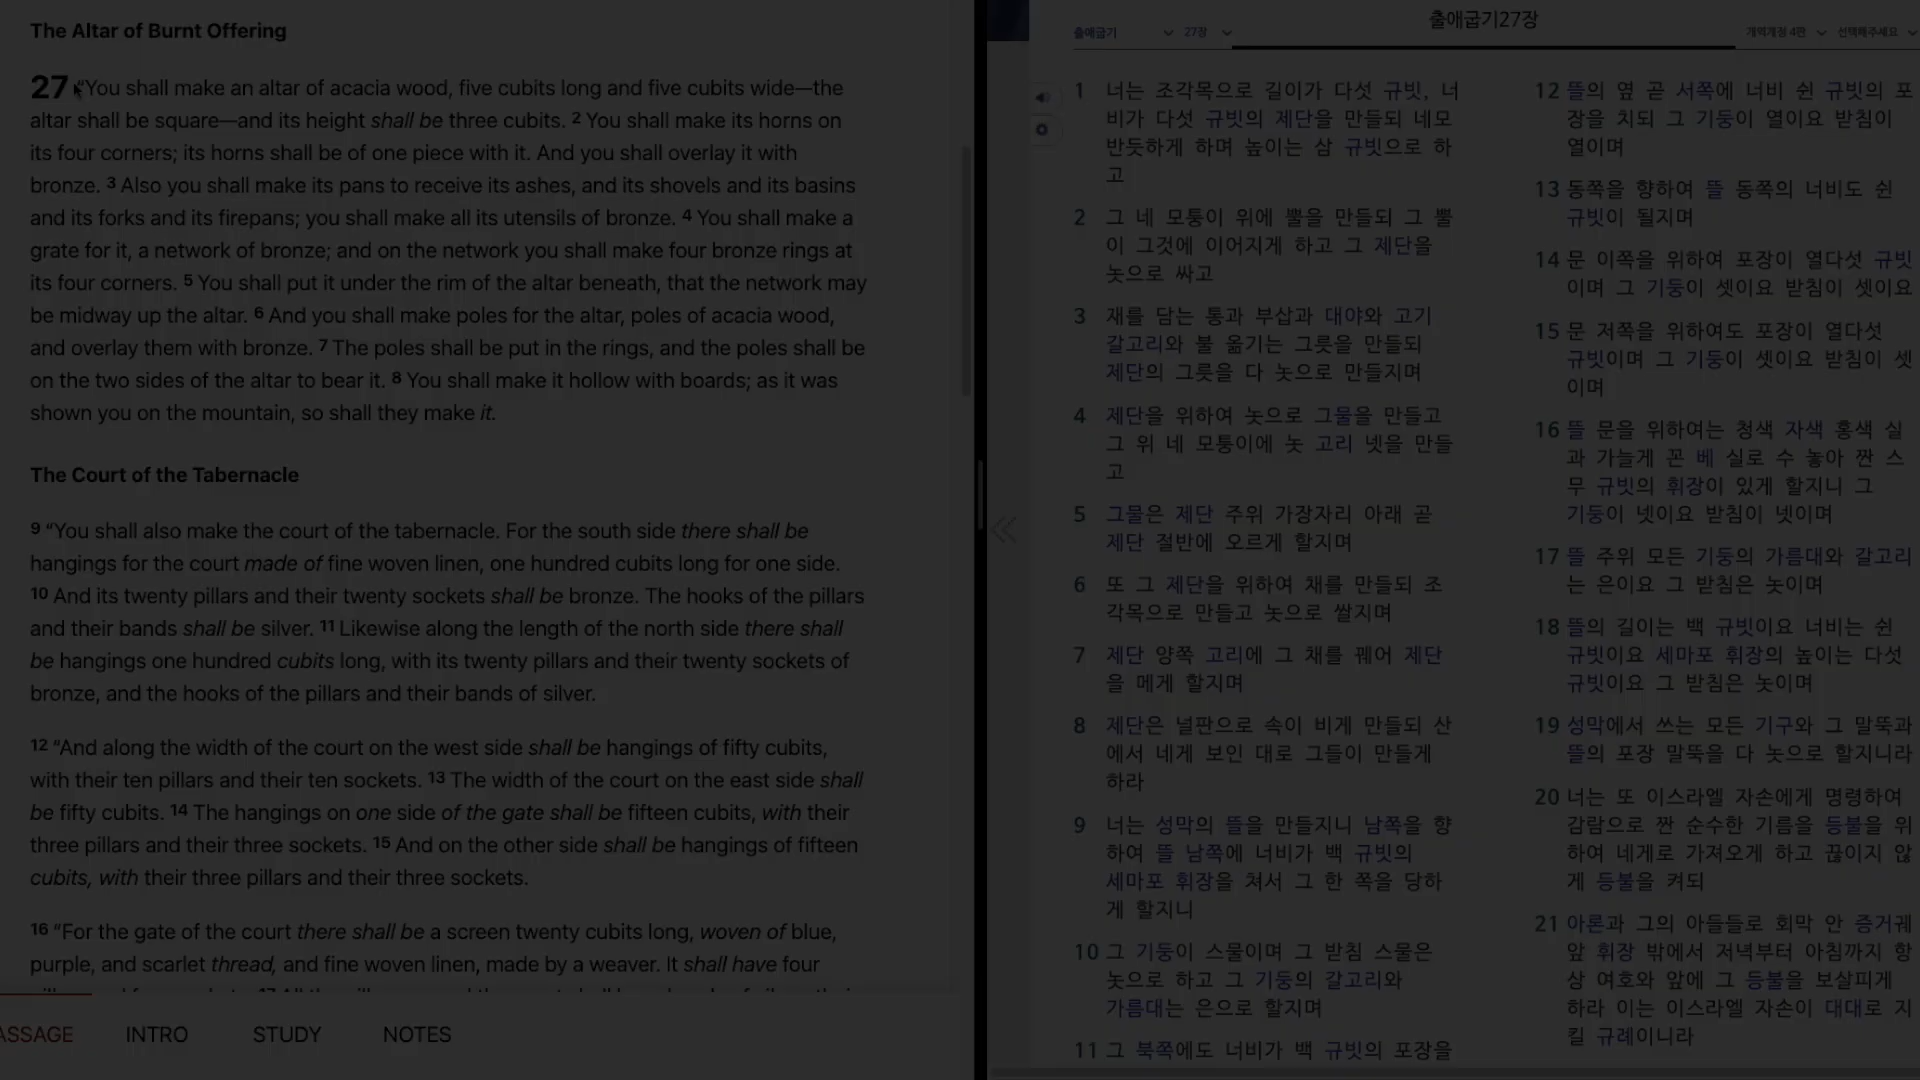 The Altar of Burnt Offering
27 “You shall make an altar of acacia wood, five cubits long and five cubits wide—the
altar shall be square—and its height shall be three cubits. 2 You shall make its horns on
its four corners; its horns shall be of one piece with it. And you shall overlay it with
bronze. 3 Also you shall make its pans to receive its ashes, and its shovels and its basins
and its forks and its firepans; you shall make all its utensils of bronze. 4 You shall make a
grate for it, a network of bronze; and on the network you shall make four bronze rings at
its four corners. 5 You shall put it under the rim of the altar beneath, that the network may
be midway up the altar. 6 And you shall make poles for the altar, poles of acacia wood,
and overlay them with bronze. 7 The poles shall be put in the rings, and the poles shall be
on the two sides of the altar to bear it. 8 You shall make it hollow with boards; as it was
shown you on the mountain, so shall they make it.
The Court of the Tabernacle
9 “You shall also make the court of the tabernacle. For the south side there shall be
hangings for the court made of fine woven linen, one hundred cubits long for one side.
10 And its twenty pillars and their twenty sockets shall be bronze. The hooks of the pillars
and their bands shall be silver. 11 Likewise along the length of the north side there shall
be hangings one hundred cubits long, with its twenty pillars and their twenty sockets of
bronze, and the hooks of the pillars and their bands of silver.
12 “And along the width of the court on the west side shall be hangings of fifty cubits,
with their ten pillars and their ten sockets. 13 The width of the court on the east side shall
be fifty cubits. 14 The hangings on one side of the gate shall be fifteen cubits, with their
three pillars and their three sockets. 15 And on the other side shall be hangings of fifteen
cubits, with their three pillars and their three sockets.
16 “For the gate of the court there shall be a screen twenty cubits long, woven of blue,
purple, and scarlet thread, and fine woven linen, made by a weaver. It shall have four
ASSAGE INTRO STUDY NOTES
출애굽기27장
출애굽기 27장 개역개정 4판 선택해주세요
1 너는 조각목으로 길이가 다섯 규빗, 너
비가 다섯 규빗의 제단을 만들되 네모
반듯하게 하며 높이는 삼 규빗으로 하
고
2 그 네 모퉁이 위에 뿔을 만들되 그 뿔
이 그것에 이어지게 하고 그 제단을
놋으로 싸고
3 재를 담는 통과 부삽과 대야와 고기
갈고리와 불 옮기는 그릇을 만들되
제단의 그릇을 다 놋으로 만들지며
4 제단을 위하여 놋으로 그물을 만들고
그 위 네 모퉁이에 놋 고리 넷을 만들
고
5 그물은 제단 주위 가장자리 아래 곧
제단 절반에 오르게 할지며
6 또 그 제단을 위하여 채를 만들되 조
각목으로 만들고 놋으로 쌀지며
7 제단 양쪽 고리에 그 채를 꿰어 제단
을 메게 할지며
8 제단은 널판으로 속이 비게 만들되 산
에서 네게 보인 대로 그들이 만들게
하라
9 너는 성막의 뜰을 만들지니 남쪽을 향
하여 뜰 남쪽에 너비가 백 규빗의
세마포 휘장을 쳐서 그 한 쪽을 당하
게 할지니
10 그 기둥이 스물이며 그 받침 스물은
놋으로 하고 그 기둥의 갈고리와
가름대는 은으로 할지며
11 그 북쪽에도 너비가 백 규빗의 포장을
12 뜰의 옆 곧 서쪽에 너비 쉰 규빗의 포
장을 치되 그 기둥이 열이요 받침이
열이며
13 동쪽을 향하여 뜰 동쪽의 너비도 쉰
규빗이 될지며
14 문 이쪽을 위하여 포장이 열다섯 규빗
이며 그 기둥이 셋이요 받침이 셋이요
15 문 저쪽을 위하여도 포장이 열다섯
규빗이며 그 기둥이 셋이요 받침이 셋
이며
16 뜰 문을 위하여는 청색 자색 홍색 실
과 가늘게 꼰 베 실로 수 놓아 짠 스
무 규빗의 휘장이 있게 할지니 그
기둥이 넷이요 받침이 넷이며
17 뜰 주위 모든 기둥의 가름대와 갈고리
는 은이요 그 받침은 놋이며
18 뜰의 길이는 백 규빗이요 너비는 쉰
규빗이요 세마포 휘장의 높이는 다섯
규빗이요 그 받침은 놋이며
19 성막에서 쓰는 모든 기구와 그 말뚝과
뜰의 포장 말뚝을 다 놋으로 할지니라
20 너는 또 이스라엘 자손에게 명령하여
감람으로 짠 순수한 기름을 등불을 위
하여 네게로 가져오게 하고 끊이지 않
게 등불을 켜되
21 아론과 그의 아들들로 회막 안 증거궤
앞 휘장 밖에서 저녁부터 아침까지 항
상 여호와 앞에 그 등불을 보살피게
하라 이는 이스라엘 자손이 대대로 지
킬 규례이니라